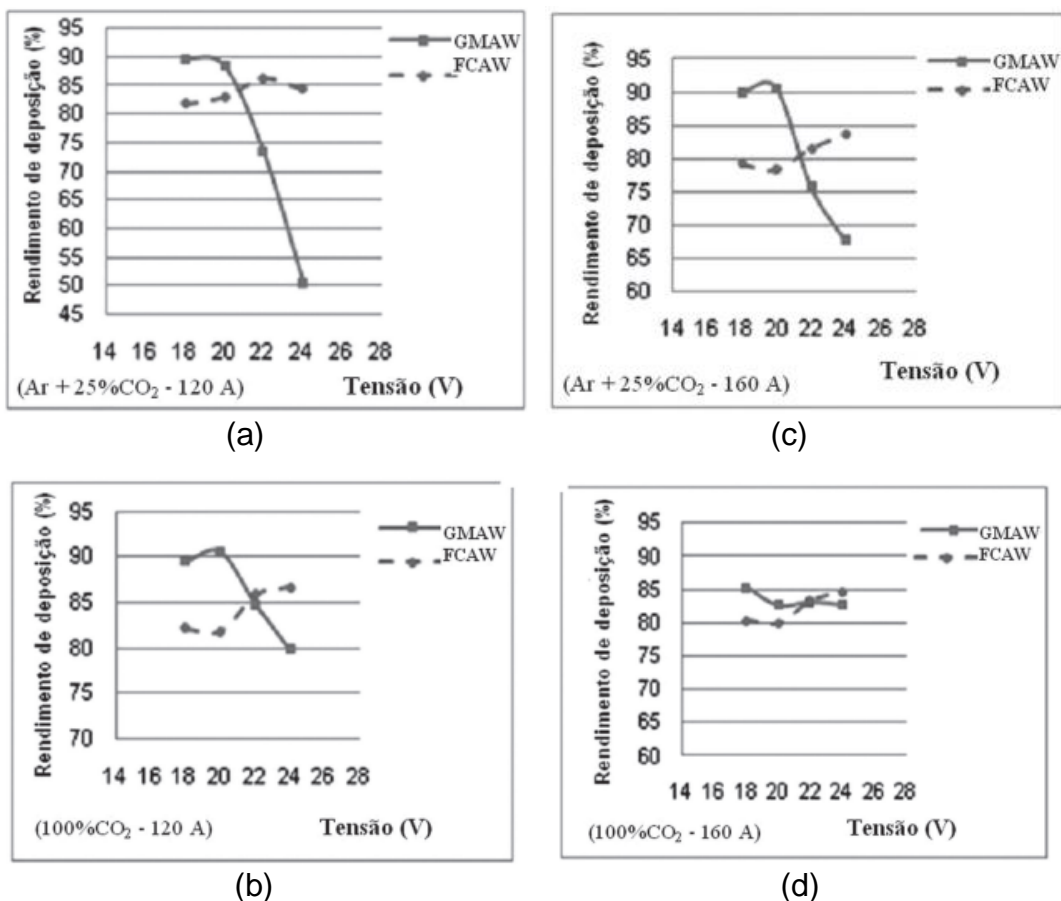 Rendimento de deposição (%)
95
90
85
80
75
70
65
60
55
50
45
14 16 18 20 22 24 26 28
GMAW
FCAW
(Ar + 25%CO₂ - 120 A)
Tensão (V)
(a)
Rendimento de deposição (%)
95
90
85
80
75
70
65
60
14 16 18 20 22 24 26 28
GMAW
FCAW
(Ar + 25%CO₂ - 160 A)
Tensão (V)
(c)
Rendimento de deposição (%)
95
90
85
80
75
70
14 16 18 20 22 24 26 28
GMAW
FCAW
(100%CO₂ - 120 A)
Tensão (V)
(b)
Rendimento de deposição (%)
95
90
85
80
75
70
65
60
14 16 18 20 22 24 26 28
GMAW
FCAW
(100%CO₂ - 160 A)
Tensão (V)
(d)